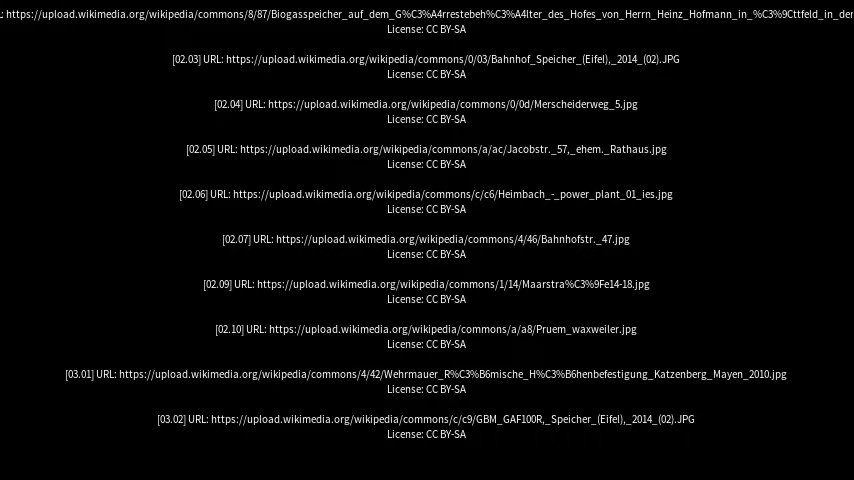 : https://upload.wikimedia.org/wikipedia/commons/8/87/Biogasspeicher_auf_dem_G%C3%A4rrestebeh%C3%A4lter_des_Hofes_von_Herrn_Heinz_Hofmann_in_%C3%9Cttfeld_in_der
License: CC BY-SA
[02.03] URL: https://upload.wikimedia.org/wikipedia/commons/0/03/Bahnhof_Speicher_(Eifel),_2014_(02).JPG
License: CC BY-SA
[02.04] URL: https://upload.wikimedia.org/wikipedia/commons/0/0d/Merscheiderweg_5.jpg
License: CC BY-SA
[02.05] URL: https://upload.wikimedia.org/wikipedia/commons/a/ac/Jacobstr._57,_ehem._Rathaus.jpg
License: CC BY-SA
[02.06] URL: https://upload.wikimedia.org/wikipedia/commons/c/c6/Heimbach_-_power_plant_01_ies.jpg
License: CC BY-SA
[02.07] URL: https://upload.wikimedia.org/wikipedia/commons/4/46/Bahnhofstr._47.jpg
License: CC BY-SA
[02.09] URL: https://upload.wikimedia.org/wikipedia/commons/1/14/Maarstra%C3%9Fe14-18.jpg
License: CC BY-SA
[02.10] URL: https://upload.wikimedia.org/wikipedia/commons/a/a8/Pruem_waxweiler.jpg
License: CC BY-SA
[03.01] URL: https://upload.wikimedia.org/wikipedia/commons/4/42/Wehrmauer_R%C3%B6mische_H%C3%B6henbefestigung_Katzenberg_Mayen_2010.jpg
License: CC BY-SA
[03.02] URL: https://upload.wikimedia.org/wikipedia/commons/c/c9/GBM_GAF100R,_Speicher_(Eifel),_2014_(02).JPG
License: CC BY-SA